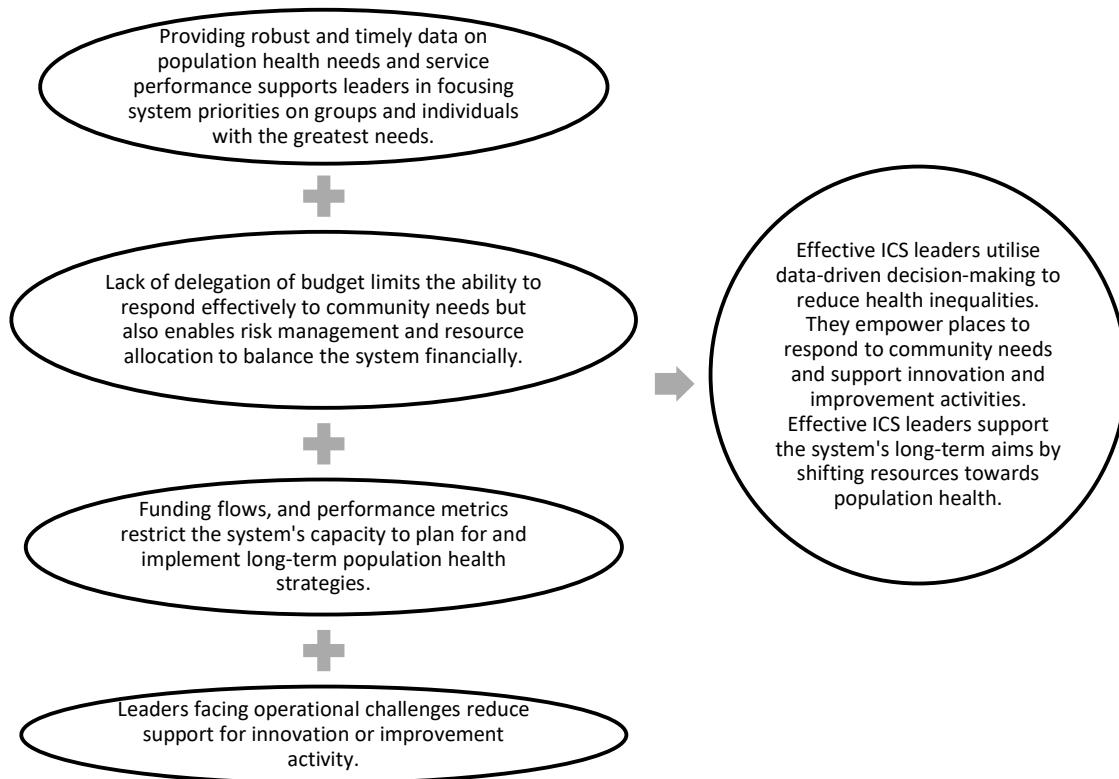 Providing robust and timely data on
population health needs and service
performance supports leaders in focusing
system priorities on groups and individuals
with the greatest needs.
Lack of delegation of budget limits the ability to
respond effectively to community needs but
also enables risk management and resource
allocation to balance the system financially.
Funding flows, and performance metrics
restrict the system's capacity to plan for and
implement long-term population health
strategies.
Leaders facing operational challenges reduce
support for innovation or improvement
activity.
Effective ICS leaders utilise
data-driven decision-making to
reduce health inequalities.
They empower places to
respond to community needs
and support innovation and
improvement activities.
Effective ICS leaders support
the system's long-term aims by
shifting resources towards
population health.